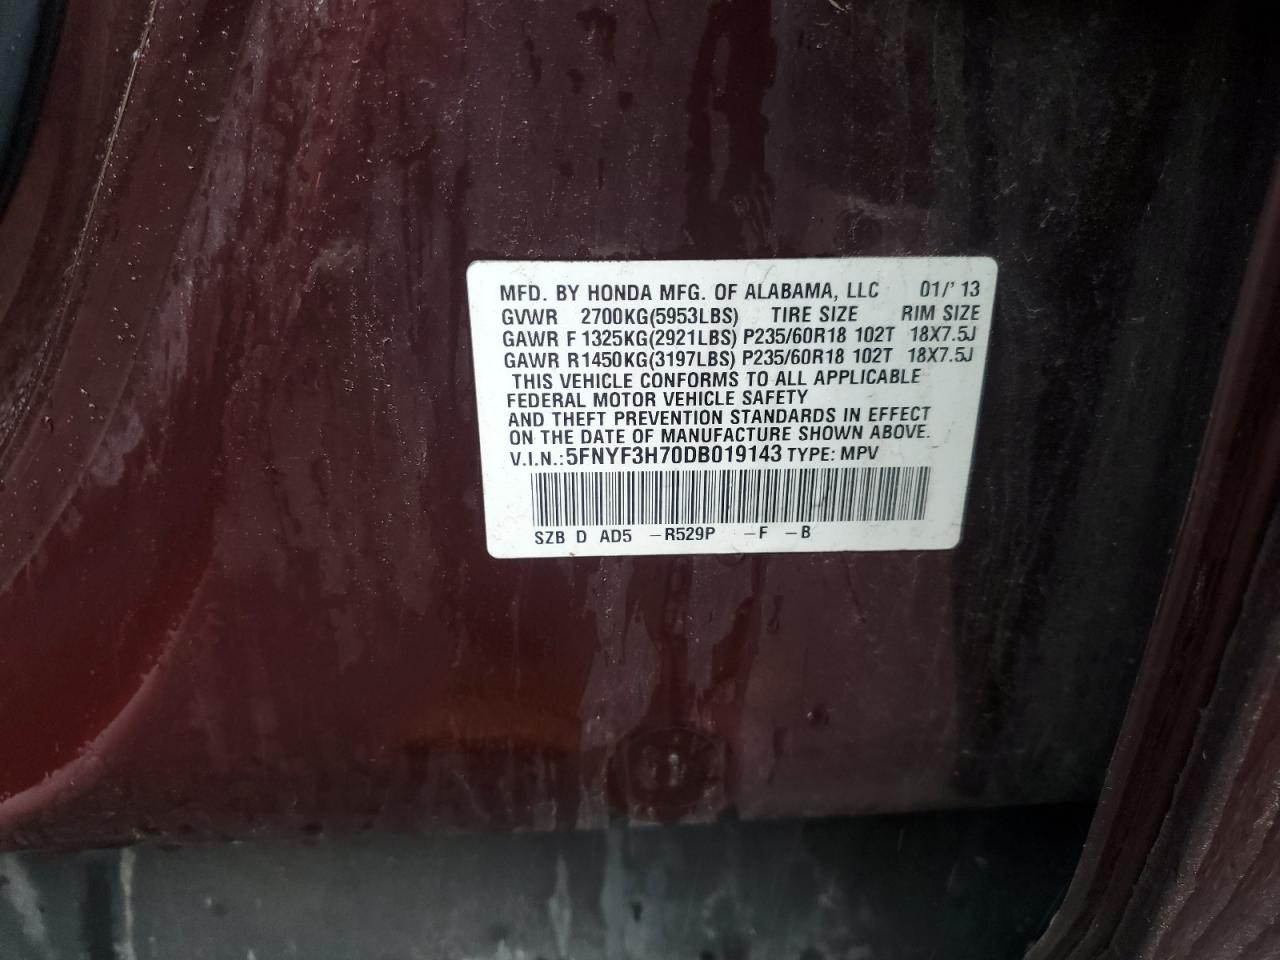 MFD. BY HONDA MFG. OF ALABAMA, LLC 01/'13
GVWR 2700KG(5953LBS) TIRE SIZE RIM SIZE
GAWR F 1325KG(2921LBS) P235/60R18 102T 18X7.5J
GAWR R1450KG(3197LBS) P235/60R18 102T 18X7.5J
THIS VEHICLE CONFORMS TO ALL APPLICABLE
FEDERAL MOTOR VEHICLE SAFETY
AND THEFT PREVENTION STANDARDS IN EFFECT
ON THE DATE OF MANUFACTURE SHOWN ABOVE.
V.I.N.:5FNYF3H70DB019143 TYPE: MPV
SZB D AD5 -R529P -F -B